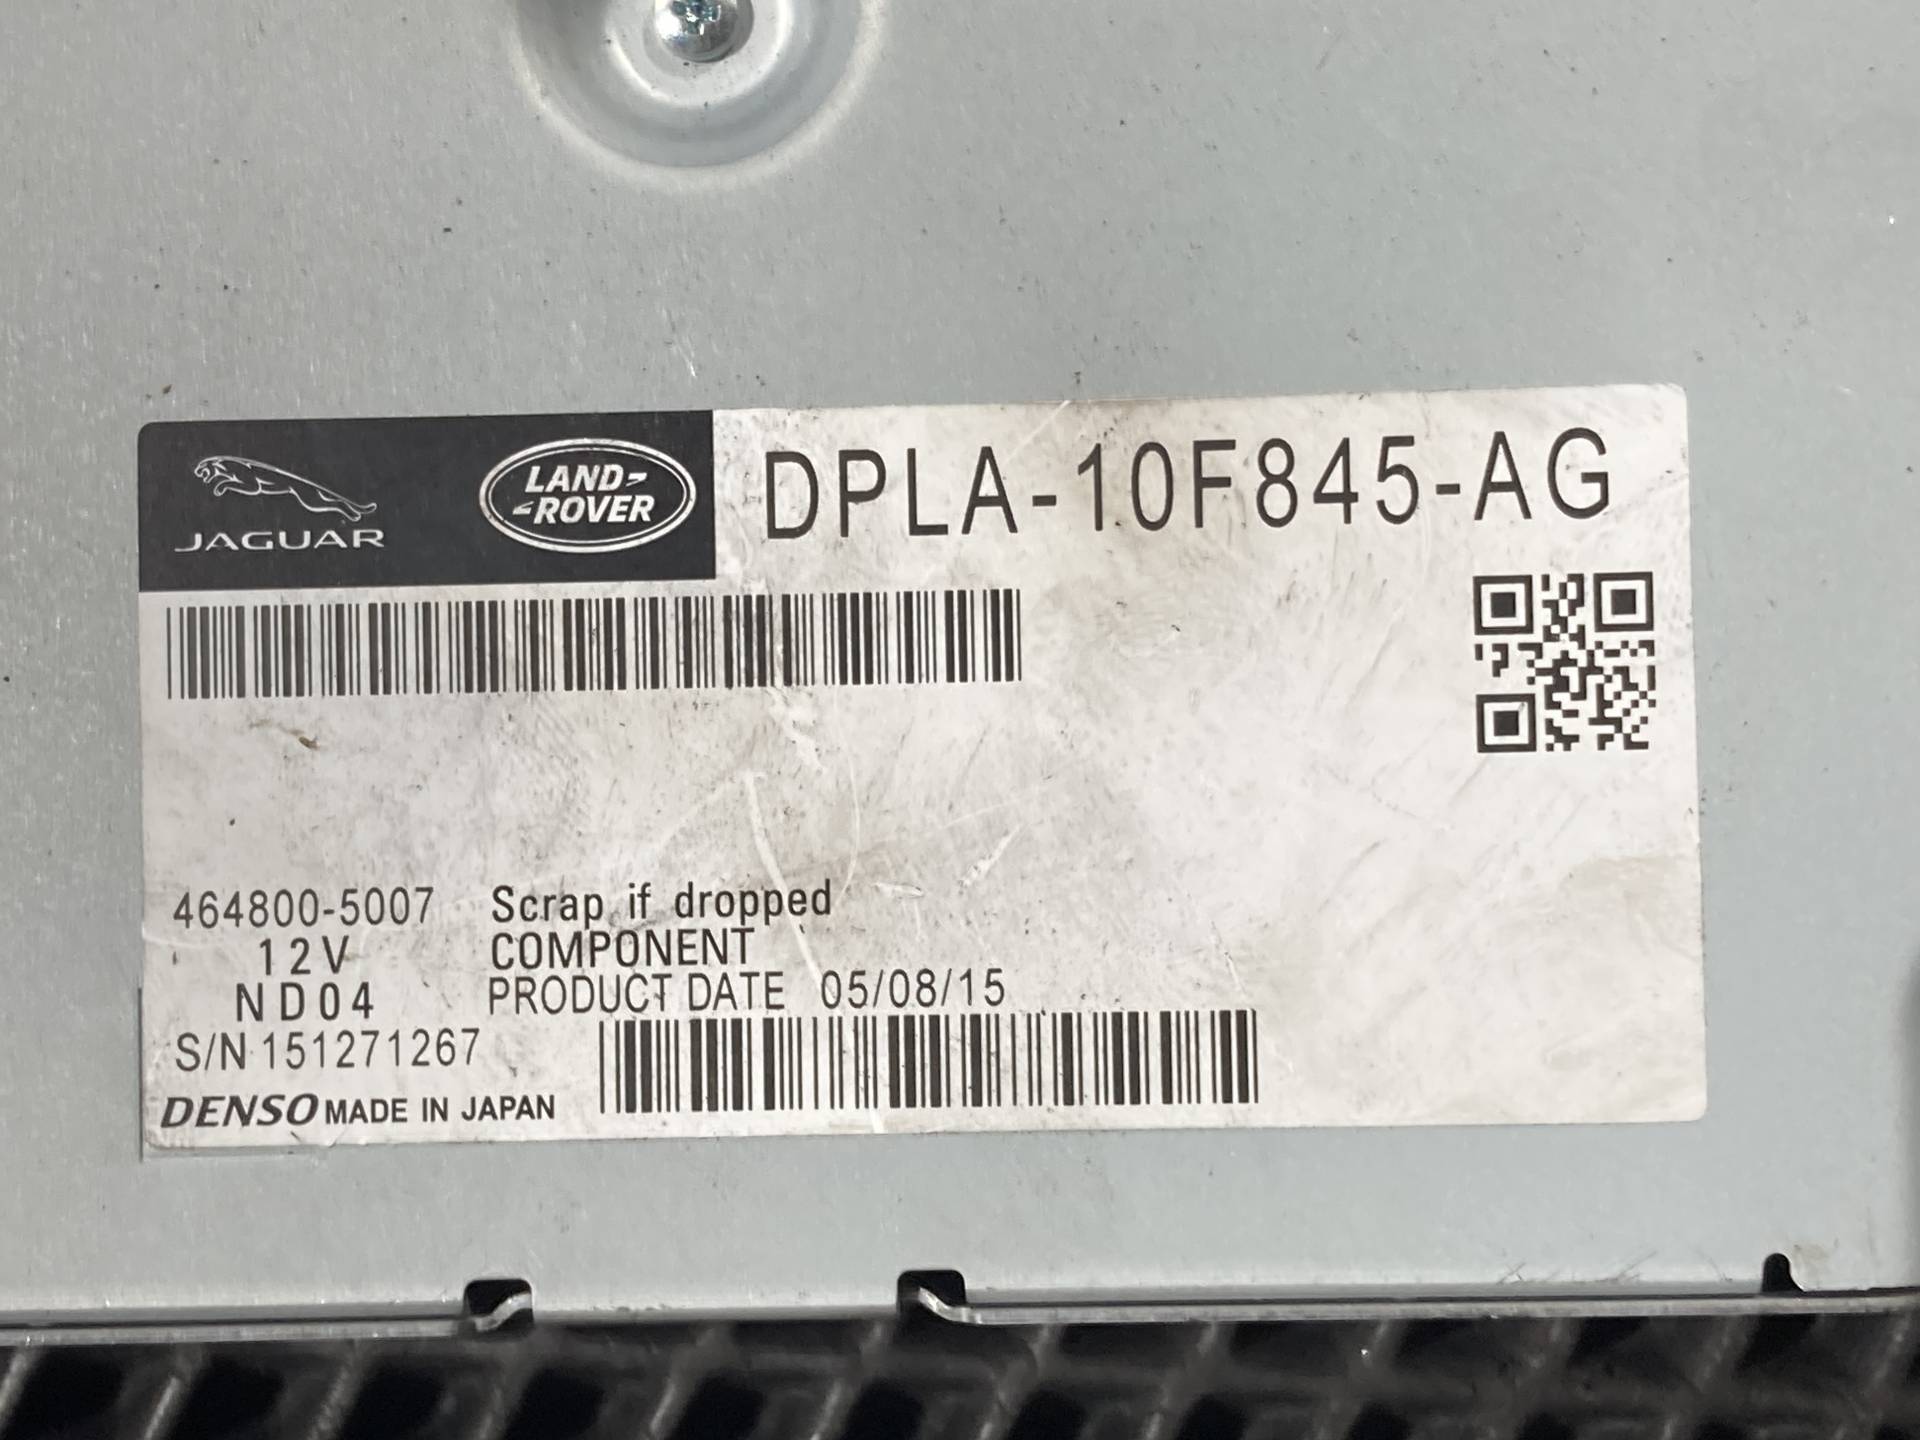 JAGUAR
LAND-
-ROVER
DPLA-10F845-AG
464800-5007 Scrap if dropped
12V COMPONENT
ND04 PRODUCT DATE 05/08/15
S/N 151271267
DENSO MADE IN JAPAN